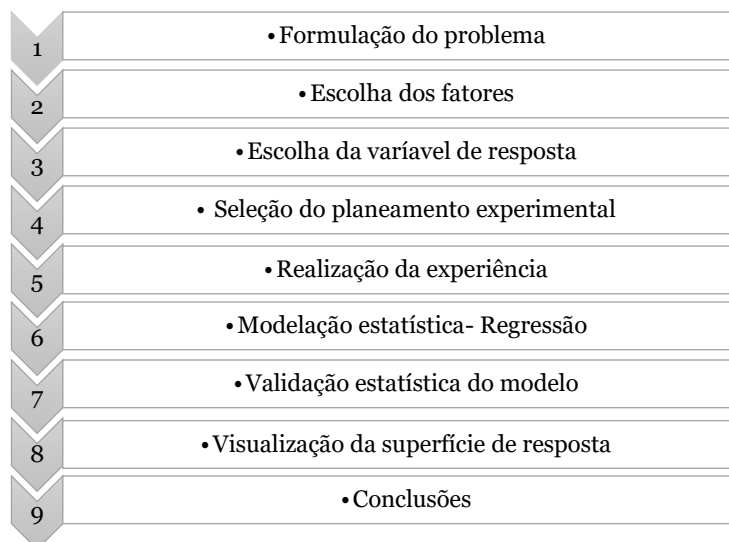 1 •Formulação do problema
2 •Escolha dos fatores
3 •Escolha da varíavel de resposta
4 • Seleção do planeamento experimental
5 •Realização da experiência
6 •Modelação estatística- Regressão
7 •Validação estatística do modelo
8 •Visualização da superfície de resposta
9 •Conclusões